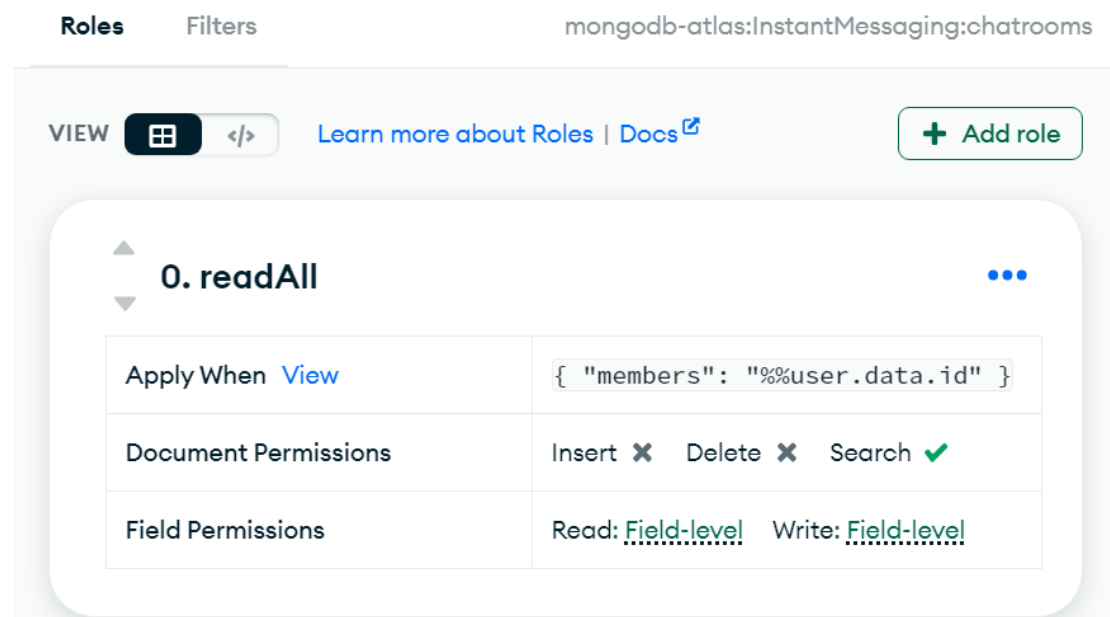 Roles Filters mongodb-atlas:InstantMessaging:chatrooms
VIEW </> Learn more about Roles | Docs + Add role
0. readAll
Apply When View { "members": "%%user.data.id" }
Document Permissions Insert Delete Search
Field Permissions Read: Field-level Write: Field-level